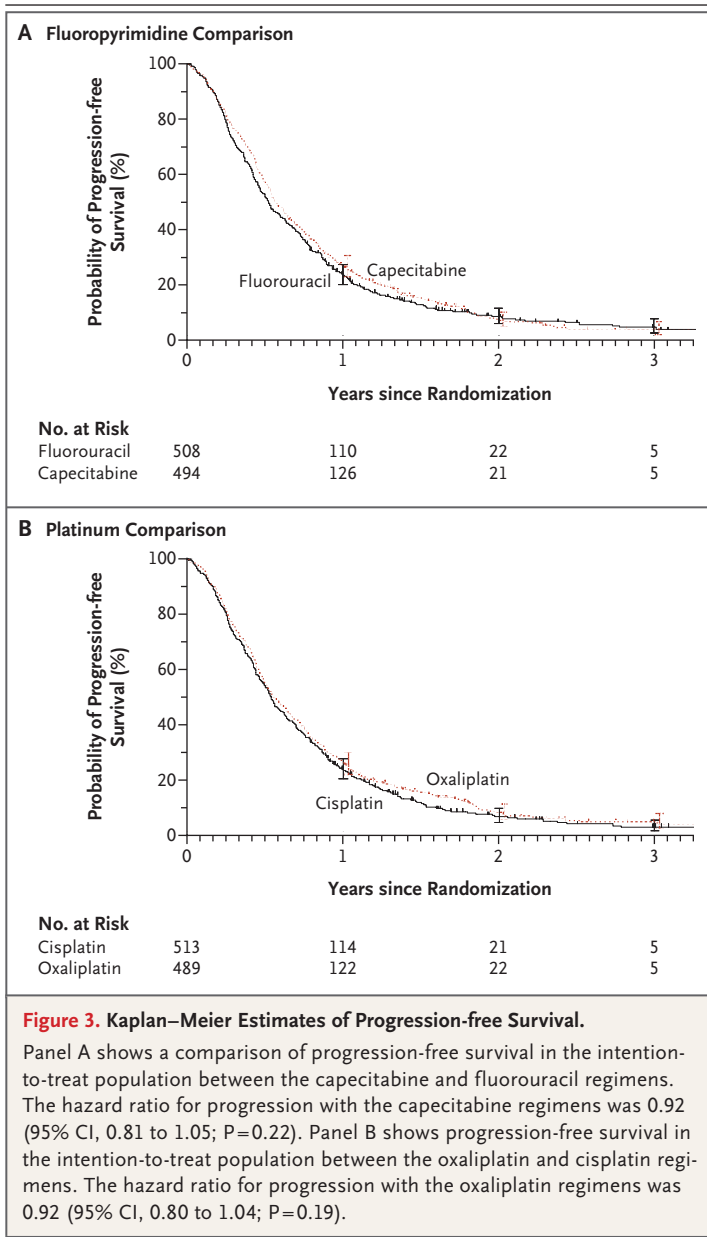 A Fluoropyrimidine Comparison
100
80
60
40
20
0
Probability of Progression-free
Survival (%)
Fluorouracil
Capecitabine
0 1 2 3
Years since Randomization
No. at Risk
Fluorouracil 508 110 22 5
Capecitabine 494 126 21 5
B Platinum Comparison
100
80
60
40
20
0
Probability of Progression-free
Survival (%)
Oxaliplatin
Cisplatin
0 1 2 3
Years since Randomization
No. at Risk
Cisplatin 513 114 21 5
Oxaliplatin 489 122 22 5
Figure 3. Kaplan–Meier Estimates of Progression-free Survival.
Panel A shows a comparison of progression-free survival in the intention-
to-treat population between the capecitabine and fluorouracil regimens.
The hazard ratio for progression with the capecitabine regimens was 0.92
(95% CI, 0.81 to 1.05; P=0.22). Panel B shows progression-free survival in
the intention-to-treat population between the oxaliplatin and cisplatin regi-
mens. The hazard ratio for progression with the oxaliplatin regimens was
0.92 (95% CI, 0.80 to 1.04; P=0.19).